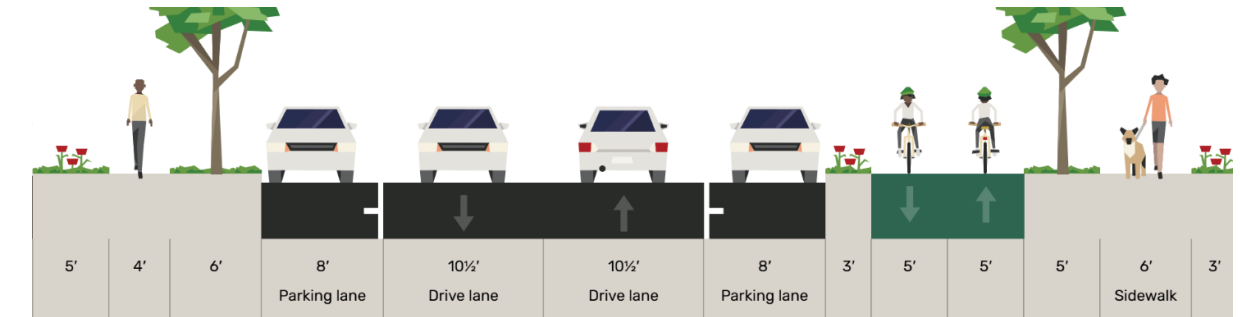 5′ 4′ 6′ 8′ 10½′ 10½′ 8′ 3′ 5′ 5′ 5′ 6′ 3′
Parking lane Drive lane Drive lane Parking lane Sidewalk